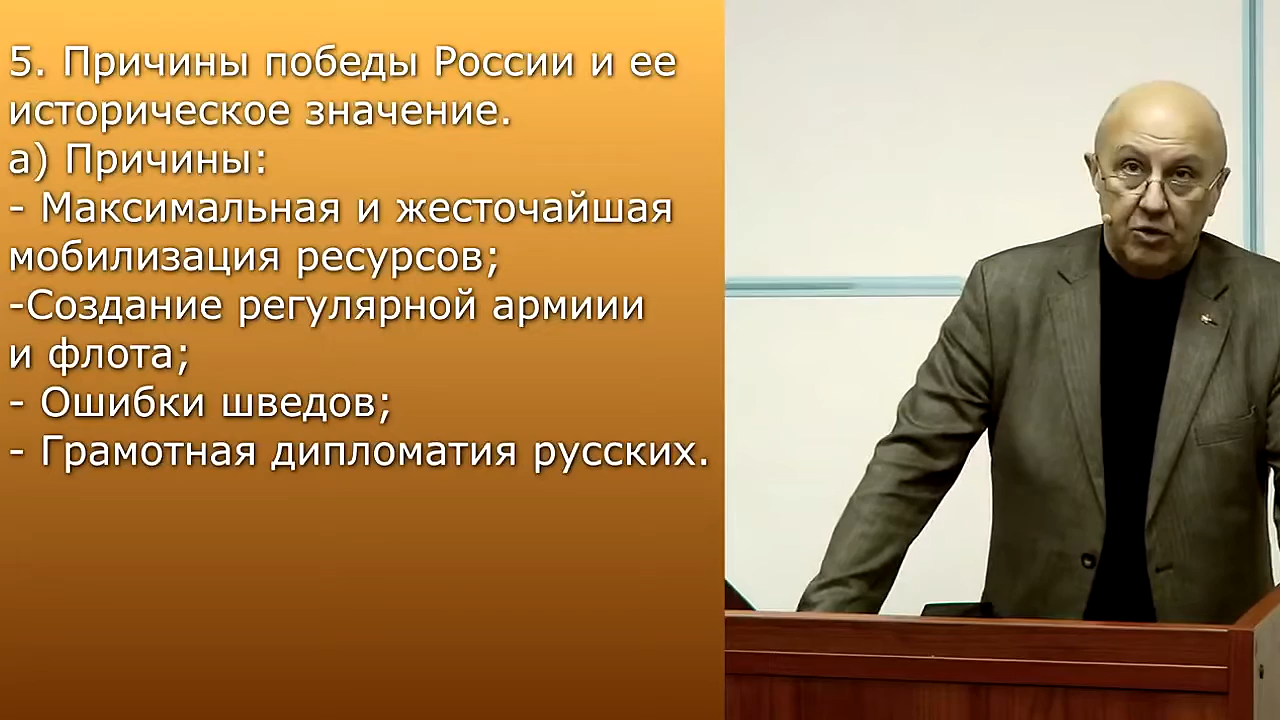 5. Причины победы России и ее
историческое значение.
а) Причины:
- Максимальная и жесточайшая
мобилизация ресурсов;
-Создание регулярной армиии
и флота;
- Ошибки шведов;
- Грамотная дипломатия русских.